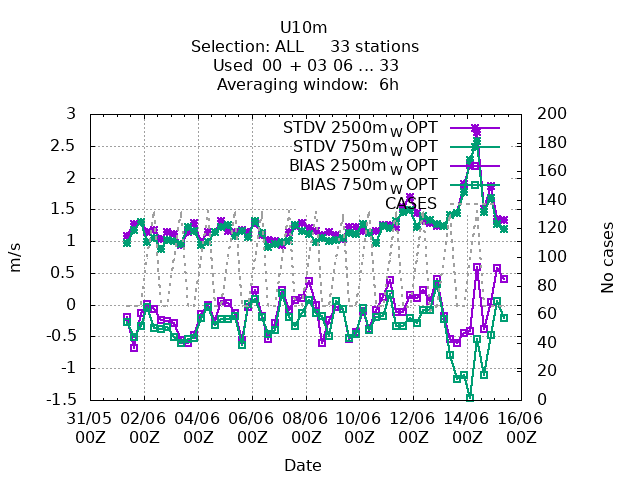 U10m
Selection: ALL 33 stations
Used 00 + 03 06 ... 33
Averaging window: 6h
STDV 2500m_W OPT
STDV 750m_W OPT
BIAS 2500m_W OPT
BIAS 750m_W OPT
CASES
3
2.5
2
1.5
1
0.5
0
-0.5
-1
-1.5
m/s
200
180
160
140
120
100
80
60
40
20
0
No cases
31/05 02/06 04/06 06/06 08/06 10/06 12/06 14/06 16/06
00Z 00Z 00Z 00Z 00Z 00Z 00Z 00Z 00Z
Date